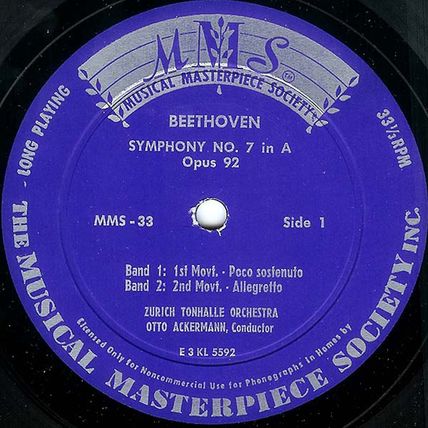 MMS
MUSICAL MASTERPIECE SOCIETY TM
LONG PLAYING
33⅓ RPM
BEETHOVEN
SYMPHONY NO. 7 in A
Opus 92
MMS - 33
Side 1
Band 1: 1st Movt. - Poco sostenuto
Band 2: 2nd Movt. - Allegretto
ZURICH TONHALLE ORCHESTRA
OTTO ACKERMANN, Conductor
E 3 KL 5592
Licensed Only for Noncommercial Use for Phonographs in Homes by
THE MUSICAL MASTERPIECE SOCIETY INC.